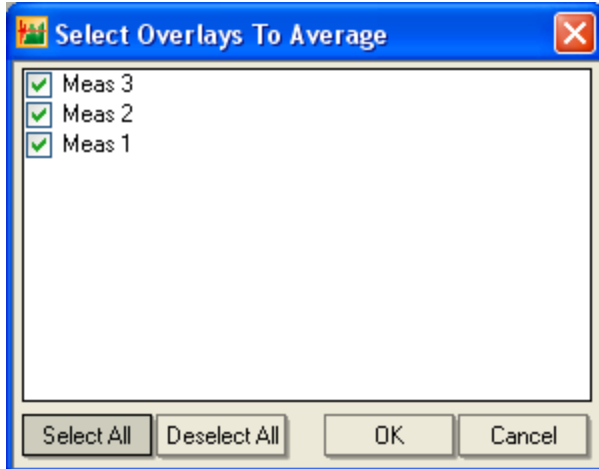 Select Overlays To Average
Meas 3
Meas 2
Meas 1
Select All Deselect All OK Cancel